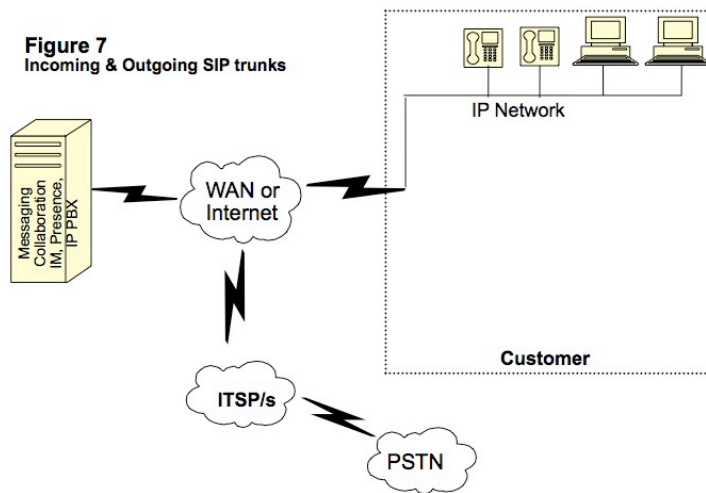 Figure 7
Incoming & Outgoing SIP trunks
IP Network
Messaging
Collaboration
IM, Presence,
IP PBX
WAN or
Internet
Customer
ITSP/s
PSTN